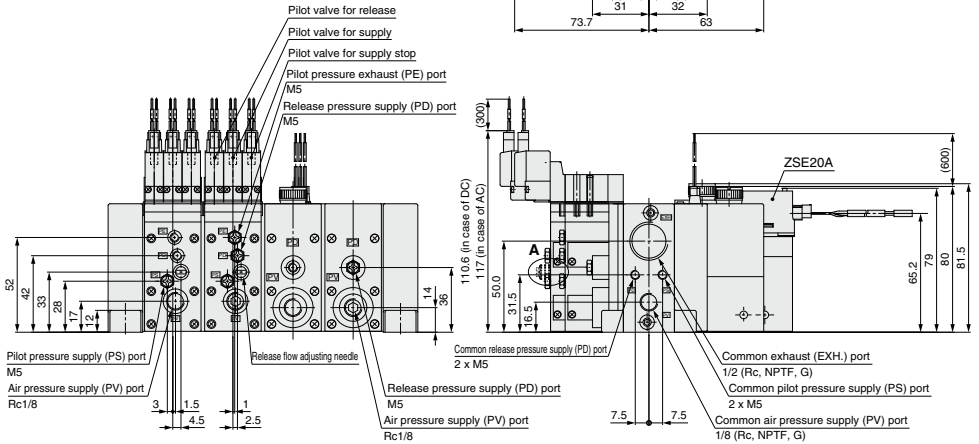 31
32
73.7
63
Pilot valve for release
Pilot valve for supply
Pilot valve for supply stop
Pilot pressure exhaust (PE) port
M5
Release pressure supply (PD) port
M5
(300)
(600)
ZSE20A
110.6 (in case of DC)
117 (in case of AC)
A
PD
PD
PV
PV
52
42
33
28
17
12
14
36
50.0
31.5
16.5
65.2
79
80
81.5
Pilot pressure supply (PS) port
M5
Air pressure supply (PV) port
Rc1/8
Release flow adjusting needle
3
1.5
4.5
1
2.5
Release pressure supply (PD) port
M5
Air pressure supply (PV) port
Rc1/8
Common release pressure supply (PD) port
2 x M5
Common exhaust (EXH.) port
1/2 (Rc, NPTF, G)
Common pilot pressure supply (PS) port
2 x M5
Common air pressure supply (PV) port
1/8 (Rc, NPTF, G)
7.5
7.5